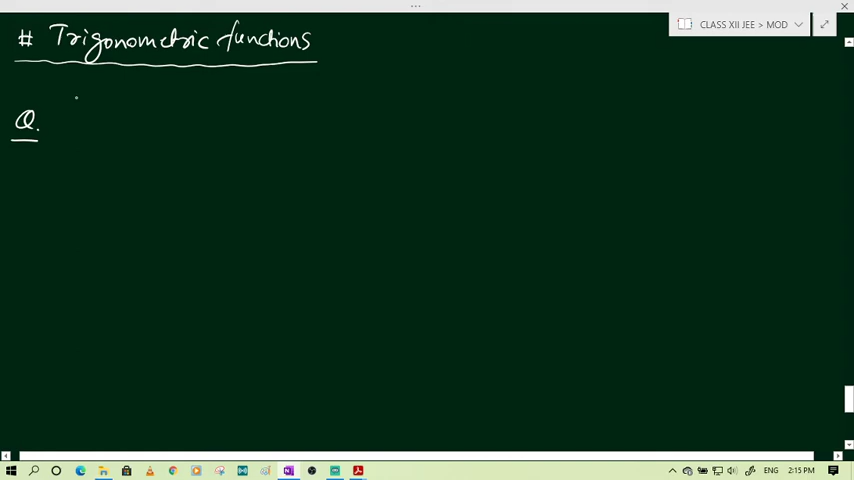 ...
CLASS XII JEE > MOD
# Trigonometric functions
Q.
ENG 2:15 PM